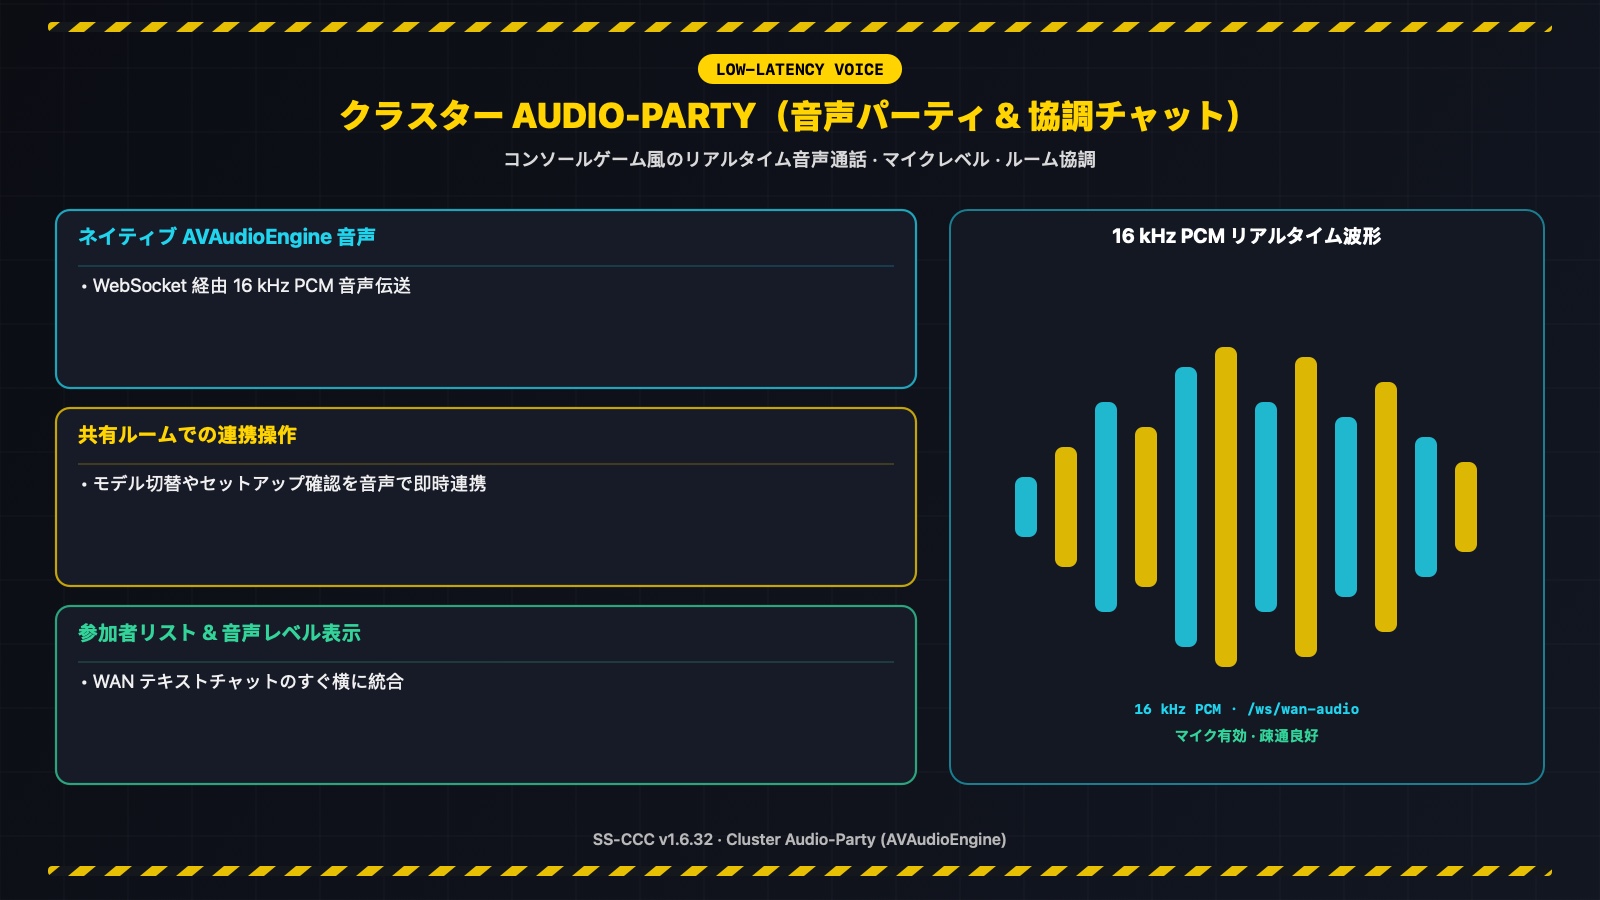 LOW-LATENCY VOICE
クラスター AUDIO-PARTY（音声パーティ & 協調チャット）
コンソールゲーム風のリアルタイム音声通話 · マイクレベル · ルーム協調
ネイティブ AVAudioEngine 音声
• WebSocket 経由 16 kHz PCM 音声伝送
共有ルームでの連携操作
• モデル切替やセットアップ確認を音声で即時連携
参加者リスト & 音声レベル表示
• WAN テキストチャットのすぐ横に統合
16 kHz PCM リアルタイム波形
16 kHz PCM · /ws/wan-audio
マイク有効 · 疎通良好
SS-CCC v1.6.32 · Cluster Audio-Party (AVAudioEngine)